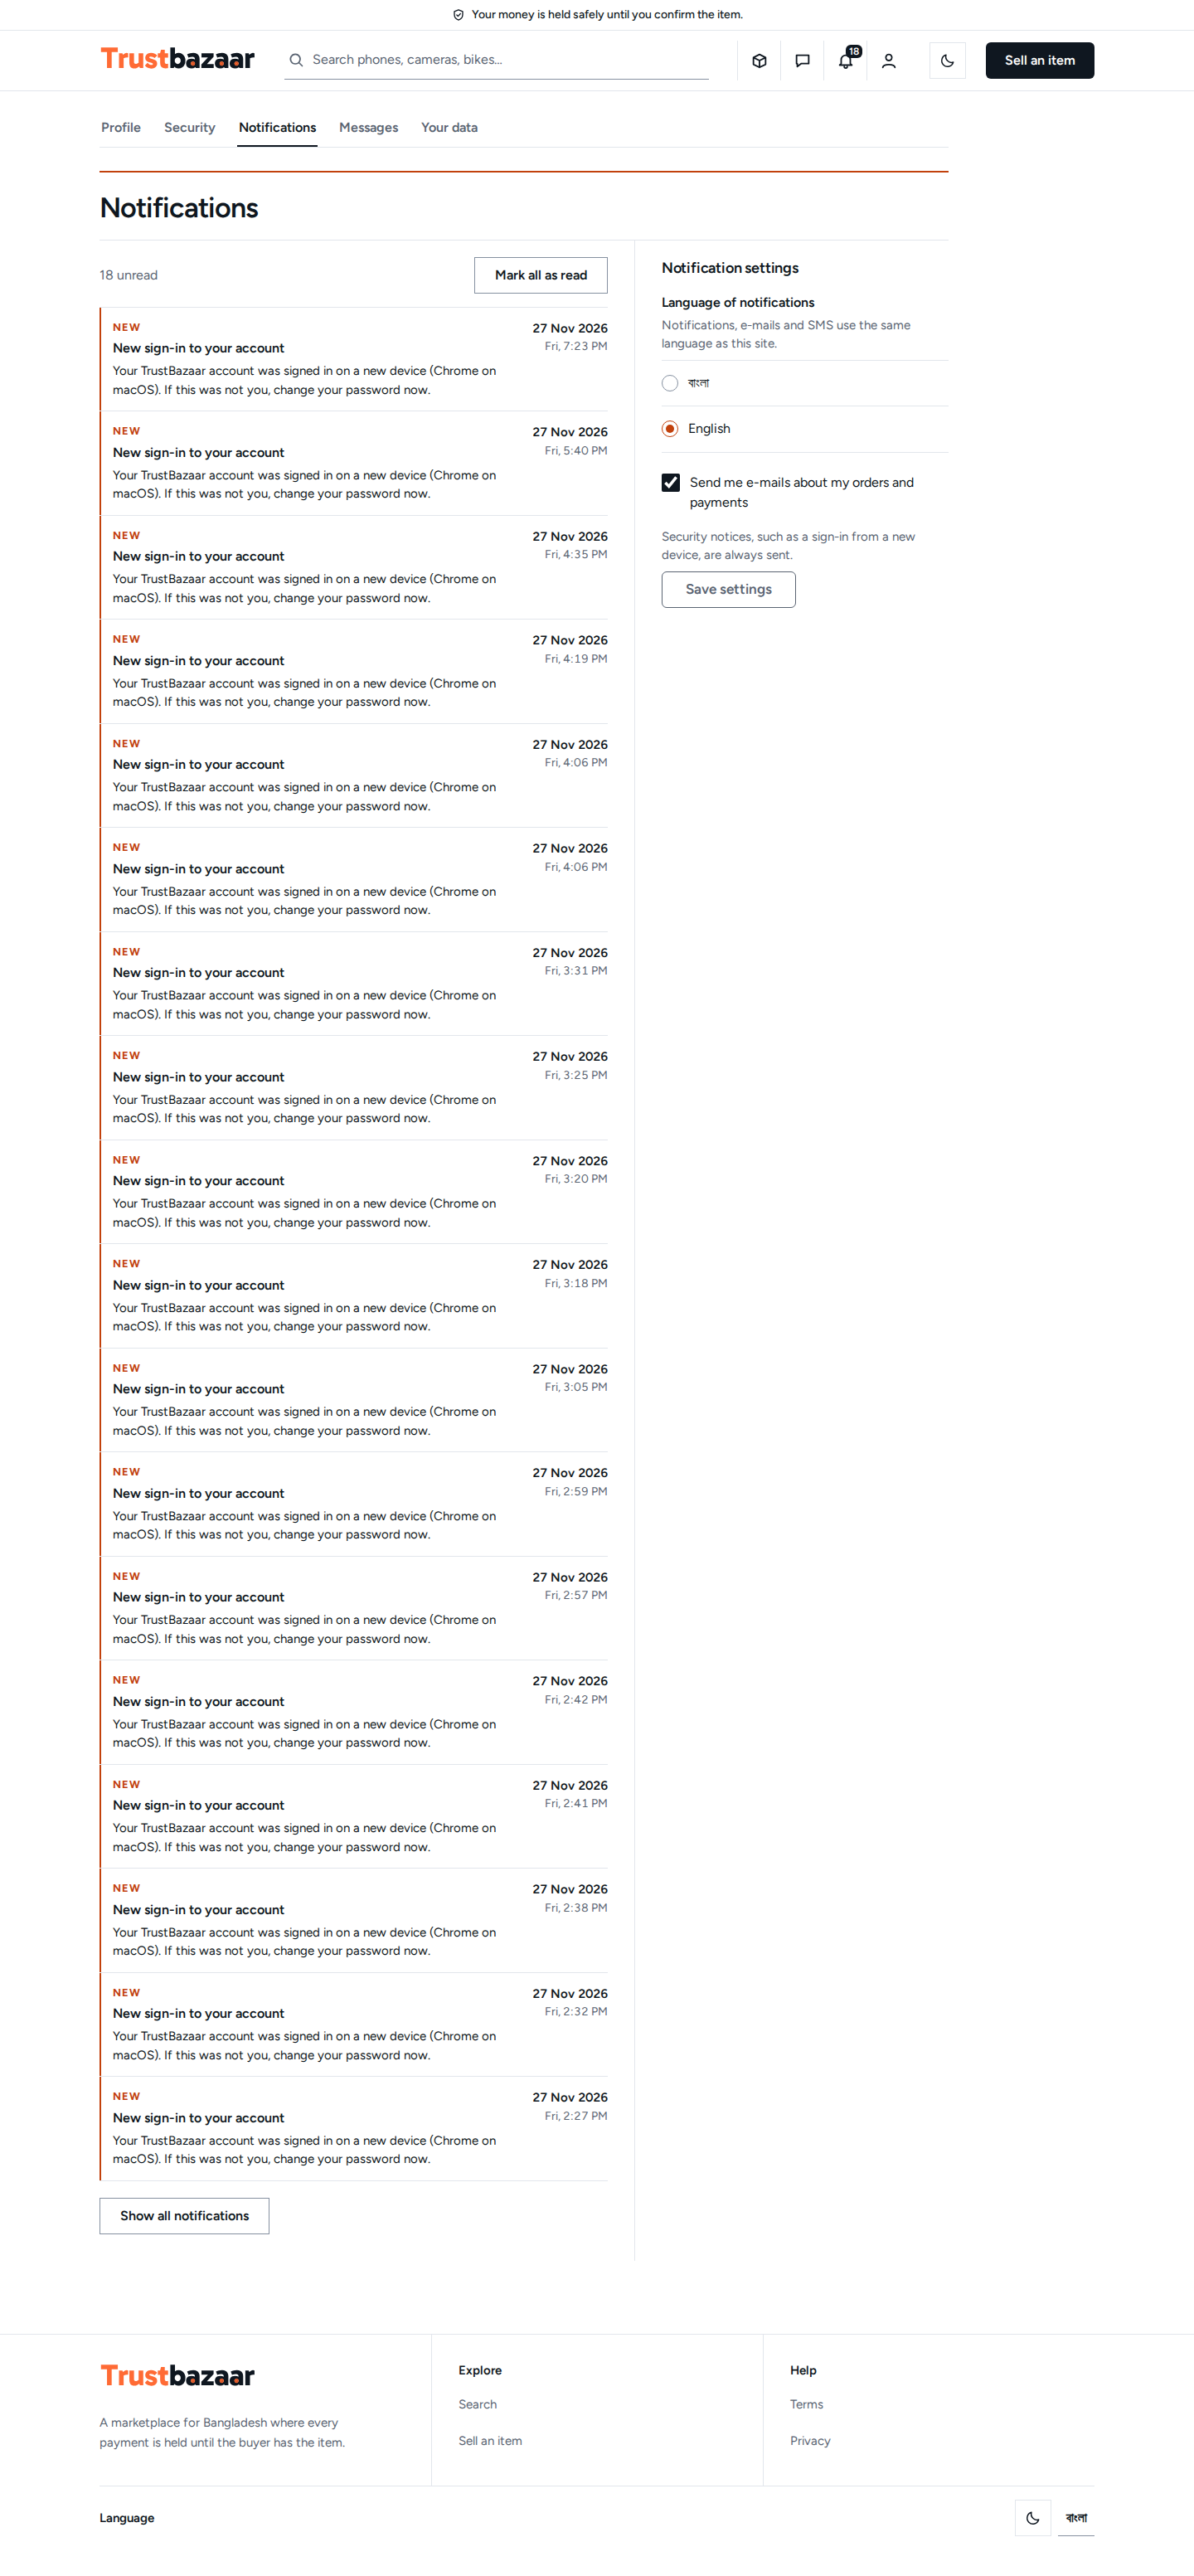 Your money is held safely until you confirm the item.
Trustbazaar
Search phones, cameras, bikes...
18
Sell an item
Profile
Security
Notifications
Messages
Your data
Notifications
18 unread
Mark all as read
NEW
27 Nov 2026
New sign-in to your account
Fri, 7:23 PM
Your TrustBazaar account was signed in on a new device (Chrome on
macOS). If this was not you, change your password now.
NEW
27 Nov 2026
New sign-in to your account
Fri, 5:40 PM
Your TrustBazaar account was signed in on a new device (Chrome on
macOS). If this was not you, change your password now.
NEW
27 Nov 2026
New sign-in to your account
Fri, 4:35 PM
Your TrustBazaar account was signed in on a new device (Chrome on
macOS). If this was not you, change your password now.
NEW
27 Nov 2026
New sign-in to your account
Fri, 4:19 PM
Your TrustBazaar account was signed in on a new device (Chrome on
macOS). If this was not you, change your password now.
NEW
27 Nov 2026
New sign-in to your account
Fri, 4:06 PM
Your TrustBazaar account was signed in on a new device (Chrome on
macOS). If this was not you, change your password now.
NEW
27 Nov 2026
New sign-in to your account
Fri, 4:06 PM
Your TrustBazaar account was signed in on a new device (Chrome on
macOS). If this was not you, change your password now.
NEW
27 Nov 2026
New sign-in to your account
Fri, 3:31 PM
Your TrustBazaar account was signed in on a new device (Chrome on
macOS). If this was not you, change your password now.
NEW
27 Nov 2026
New sign-in to your account
Fri, 3:25 PM
Your TrustBazaar account was signed in on a new device (Chrome on
macOS). If this was not you, change your password now.
NEW
27 Nov 2026
New sign-in to your account
Fri, 3:20 PM
Your TrustBazaar account was signed in on a new device (Chrome on
macOS). If this was not you, change your password now.
NEW
27 Nov 2026
New sign-in to your account
Fri, 3:18 PM
Your TrustBazaar account was signed in on a new device (Chrome on
macOS). If this was not you, change your password now.
NEW
27 Nov 2026
New sign-in to your account
Fri, 3:05 PM
Your TrustBazaar account was signed in on a new device (Chrome on
macOS). If this was not you, change your password now.
NEW
27 Nov 2026
New sign-in to your account
Fri, 2:59 PM
Your TrustBazaar account was signed in on a new device (Chrome on
macOS). If this was not you, change your password now.
NEW
27 Nov 2026
New sign-in to your account
Fri, 2:57 PM
Your TrustBazaar account was signed in on a new device (Chrome on
macOS). If this was not you, change your password now.
NEW
27 Nov 2026
New sign-in to your account
Fri, 2:42 PM
Your TrustBazaar account was signed in on a new device (Chrome on
macOS). If this was not you, change your password now.
NEW
27 Nov 2026
New sign-in to your account
Fri, 2:41 PM
Your TrustBazaar account was signed in on a new device (Chrome on
macOS). If this was not you, change your password now.
NEW
27 Nov 2026
New sign-in to your account
Fri, 2:38 PM
Your TrustBazaar account was signed in on a new device (Chrome on
macOS). If this was not you, change your password now.
NEW
27 Nov 2026
New sign-in to your account
Fri, 2:32 PM
Your TrustBazaar account was signed in on a new device (Chrome on
macOS). If this was not you, change your password now.
NEW
27 Nov 2026
New sign-in to your account
Fri, 2:27 PM
Your TrustBazaar account was signed in on a new device (Chrome on
macOS). If this was not you, change your password now.
Show all notifications
Notification settings
Language of notifications
Notifications, e-mails and SMS use the same
language as this site.
বাংলা
English
Send me e-mails about my orders and
payments
Security notices, such as a sign-in from a new
device, are always sent.
Save settings
Trustbazaar
A marketplace for Bangladesh where every
payment is held until the buyer has the item.
Explore
Search
Sell an item
Help
Terms
Privacy
Language
বাংলা